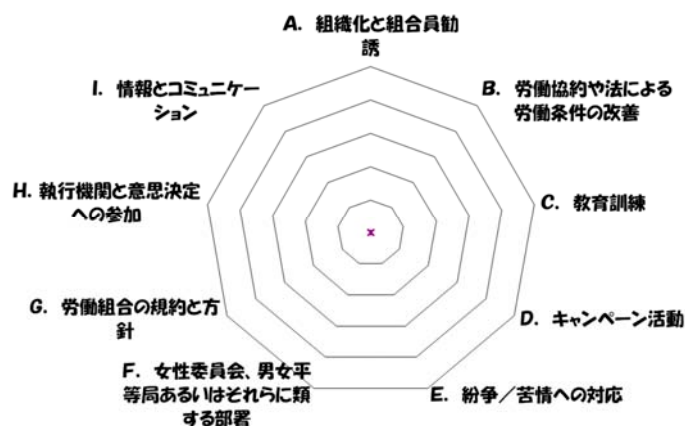 A. 組織化と組合員勧
誘
B. 労働協約や法による
労働条件の改善
C. 教育訓練
D. キャンペーン活動
E. 紛争／苦情への対応
F. 女性委員会、男女平
等局あるいはそれらに類
する部署
G. 労働組合の規約と方
針
H. 執行機関と意思決定
への参加
I. 情報とコミュニケー
ション